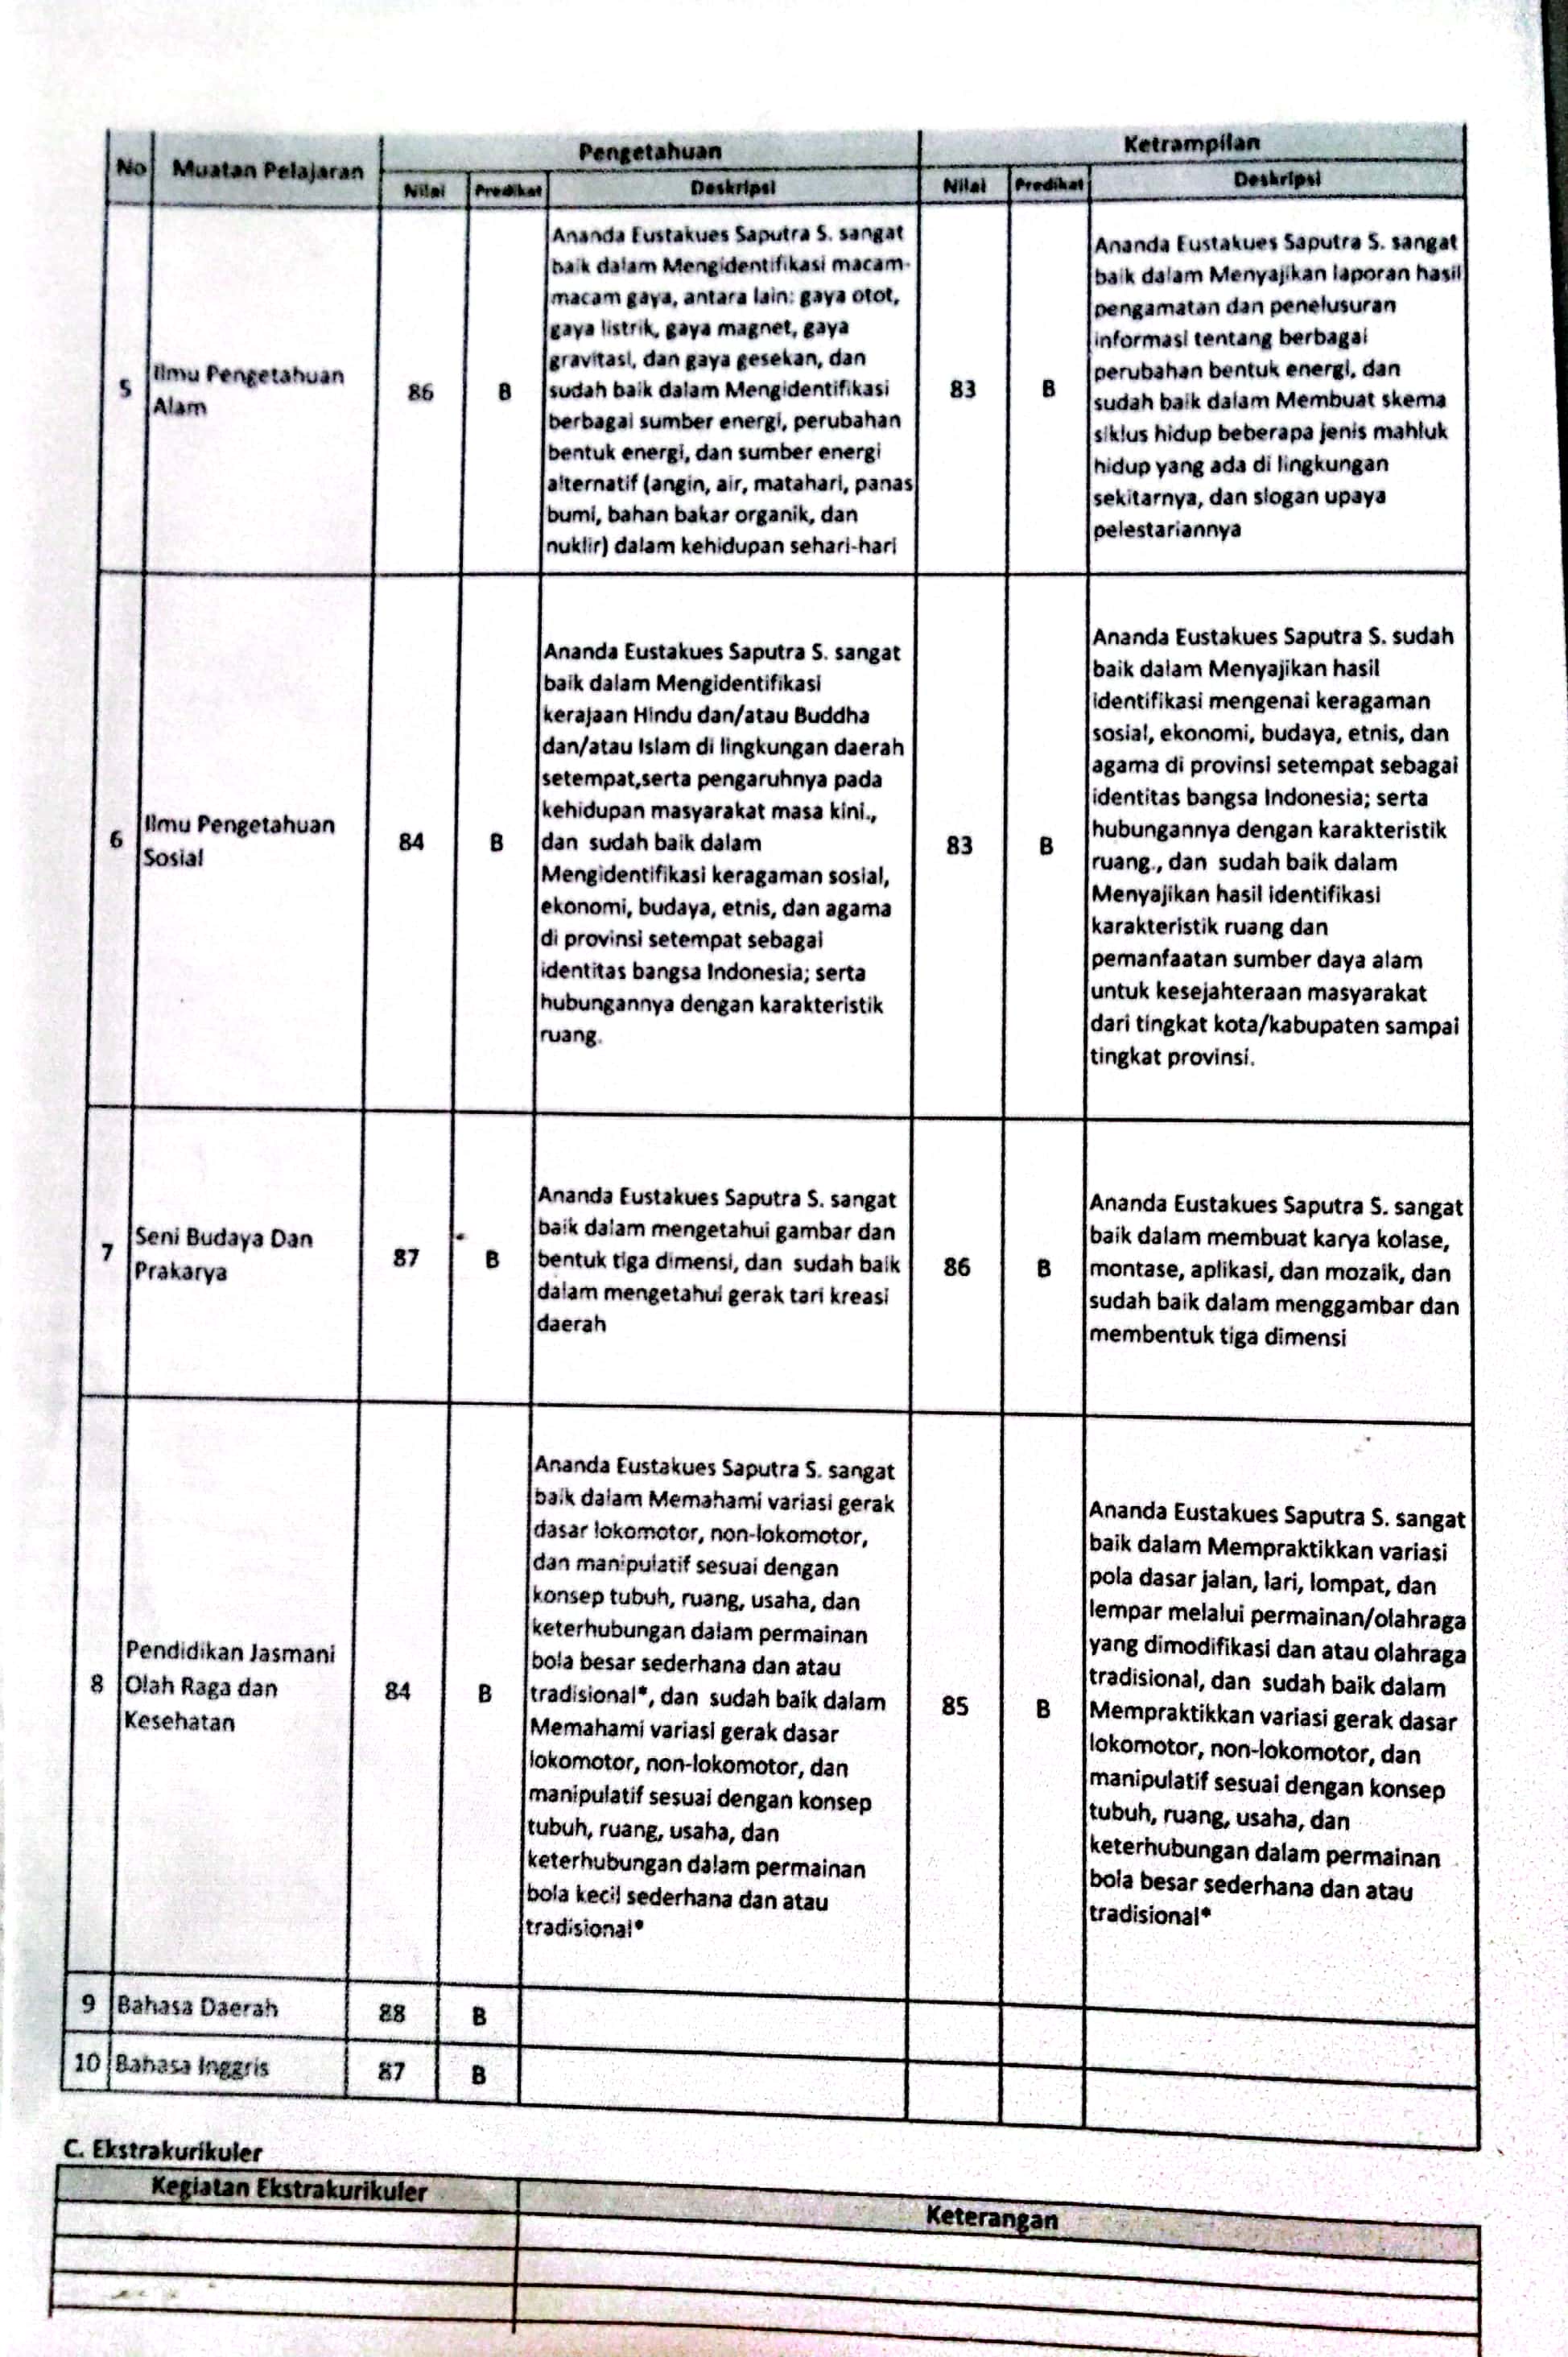 No Muatan Pelajaran Pengetahuan Ketrampilan
Nilai Predikat Deskripsi Nilai Predikat Deskripsi
5
Ilmu Pengetahuan
Alam
86
B
Ananda Eustakues Saputra S. sangat
baik dalam Mengidentifikasi macam-
macam gaya, antara lain: gaya otot,
gaya listrik, gaya magnet, gaya
gravitasi, dan gaya gesekan, dan
sudah baik dalam Mengidentifikasi
berbagai sumber energi, perubahan
bentuk energi, dan sumber energi
alternatif (angin, air, matahari, panas
bumi, bahan bakar organik, dan
nuklir) dalam kehidupan sehari-hari
83
B
Ananda Eustakues Saputra S. sangat
baik dalam Menyajikan laporan hasil
pengamatan dan penelusuran
informasi tentang berbagai
perubahan bentuk energi, dan
sudah baik dalam Membuat skema
siklus hidup beberapa jenis mahluk
hidup yang ada di lingkungan
sekitarnya, dan slogan upaya
pelestariannya
6
Ilmu Pengetahuan
Sosial
84
B
Ananda Eustakues Saputra S. sangat
baik dalam Mengidentifikasi
kerajaan Hindu dan/atau Buddha
dan/atau Islam di lingkungan daerah
setempat,serta pengaruhnya pada
kehidupan masyarakat masa kini.,
dan sudah baik dalam
Mengidentifikasi keragaman sosial,
ekonomi, budaya, etnis, dan agama
di provinsi setempat sebagai
identitas bangsa Indonesia; serta
hubungannya dengan karakteristik
ruang.
83
B
Ananda Eustakues Saputra S. sudah
baik dalam Menyajikan hasil
identifikasi mengenai keragaman
sosial, ekonomi, budaya, etnis, dan
agama di provinsi setempat sebagai
identitas bangsa Indonesia; serta
hubungannya dengan karakteristik
ruang., dan sudah baik dalam
Menyajikan hasil identifikasi
karakteristik ruang dan
pemanfaatan sumber daya alam
untuk kesejahteraan masyarakat
dari tingkat kota/kabupaten sampai
tingkat provinsi.
7
Seni Budaya Dan
Prakarya
87
B
Ananda Eustakues Saputra S. sangat
baik dalam mengetahui gambar dan
bentuk tiga dimensi, dan sudah baik
dalam mengetahui gerak tari kreasi
daerah
86
B
Ananda Eustakues Saputra S. sangat
baik dalam membuat karya kolase,
montase, aplikasi, dan mozaik, dan
sudah baik dalam menggambar dan
membentuk tiga dimensi
8
Pendidikan Jasmani
Olah Raga dan
Kesehatan
84
B
Ananda Eustakues Saputra S. sangat
baik dalam Memahami variasi gerak
dasar lokomotor, non-lokomotor,
dan manipulatif sesuai dengan
konsep tubuh, ruang, usaha, dan
keterhubungan dalam permainan
bola besar sederhana dan atau
tradisional*, dan sudah baik dalam
Memahami variasi gerak dasar
lokomotor, non-lokomotor, dan
manipulatif sesuai dengan konsep
tubuh, ruang, usaha, dan
keterhubungan dalam permainan
bola kecil sederhana dan atau
tradisional*
85
B
Ananda Eustakues Saputra S. sangat
baik dalam Mempraktikkan variasi
pola dasar jalan, lari, lompat, dan
lempar melalui permainan/olahraga
yang dimodifikasi dan atau olahraga
tradisional, dan sudah baik dalam
Mempraktikkan variasi gerak dasar
lokomotor, non-lokomotor, dan
manipulatif sesuai dengan konsep
tubuh, ruang, usaha, dan
keterhubungan dalam permainan
bola besar sederhana dan atau
tradisional*
9 Bahasa Daerah 88 B
10 Bahasa Inggris 87 B
C. Ekstrakurikuler
Kegiatan Ekstrakurikuler Keterangan